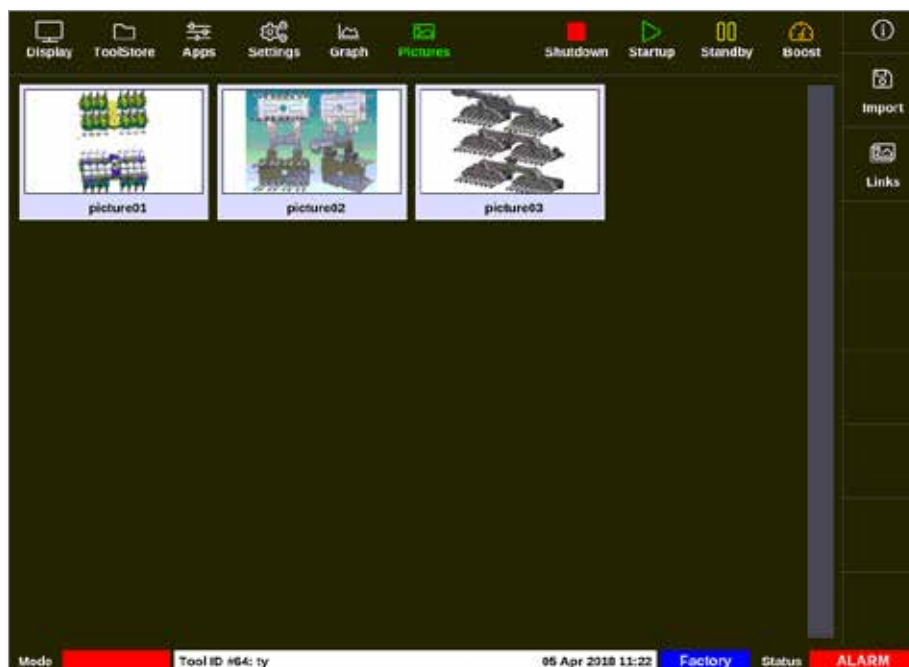 Display ToolStore Apps Settings Graph Pictures Shutdown Startup Standby Boost
Import
Links
picture01 picture02 picture03
Mode Tool ID #64: ty 05 Apr 2018 11:22 Factory Status ALARM